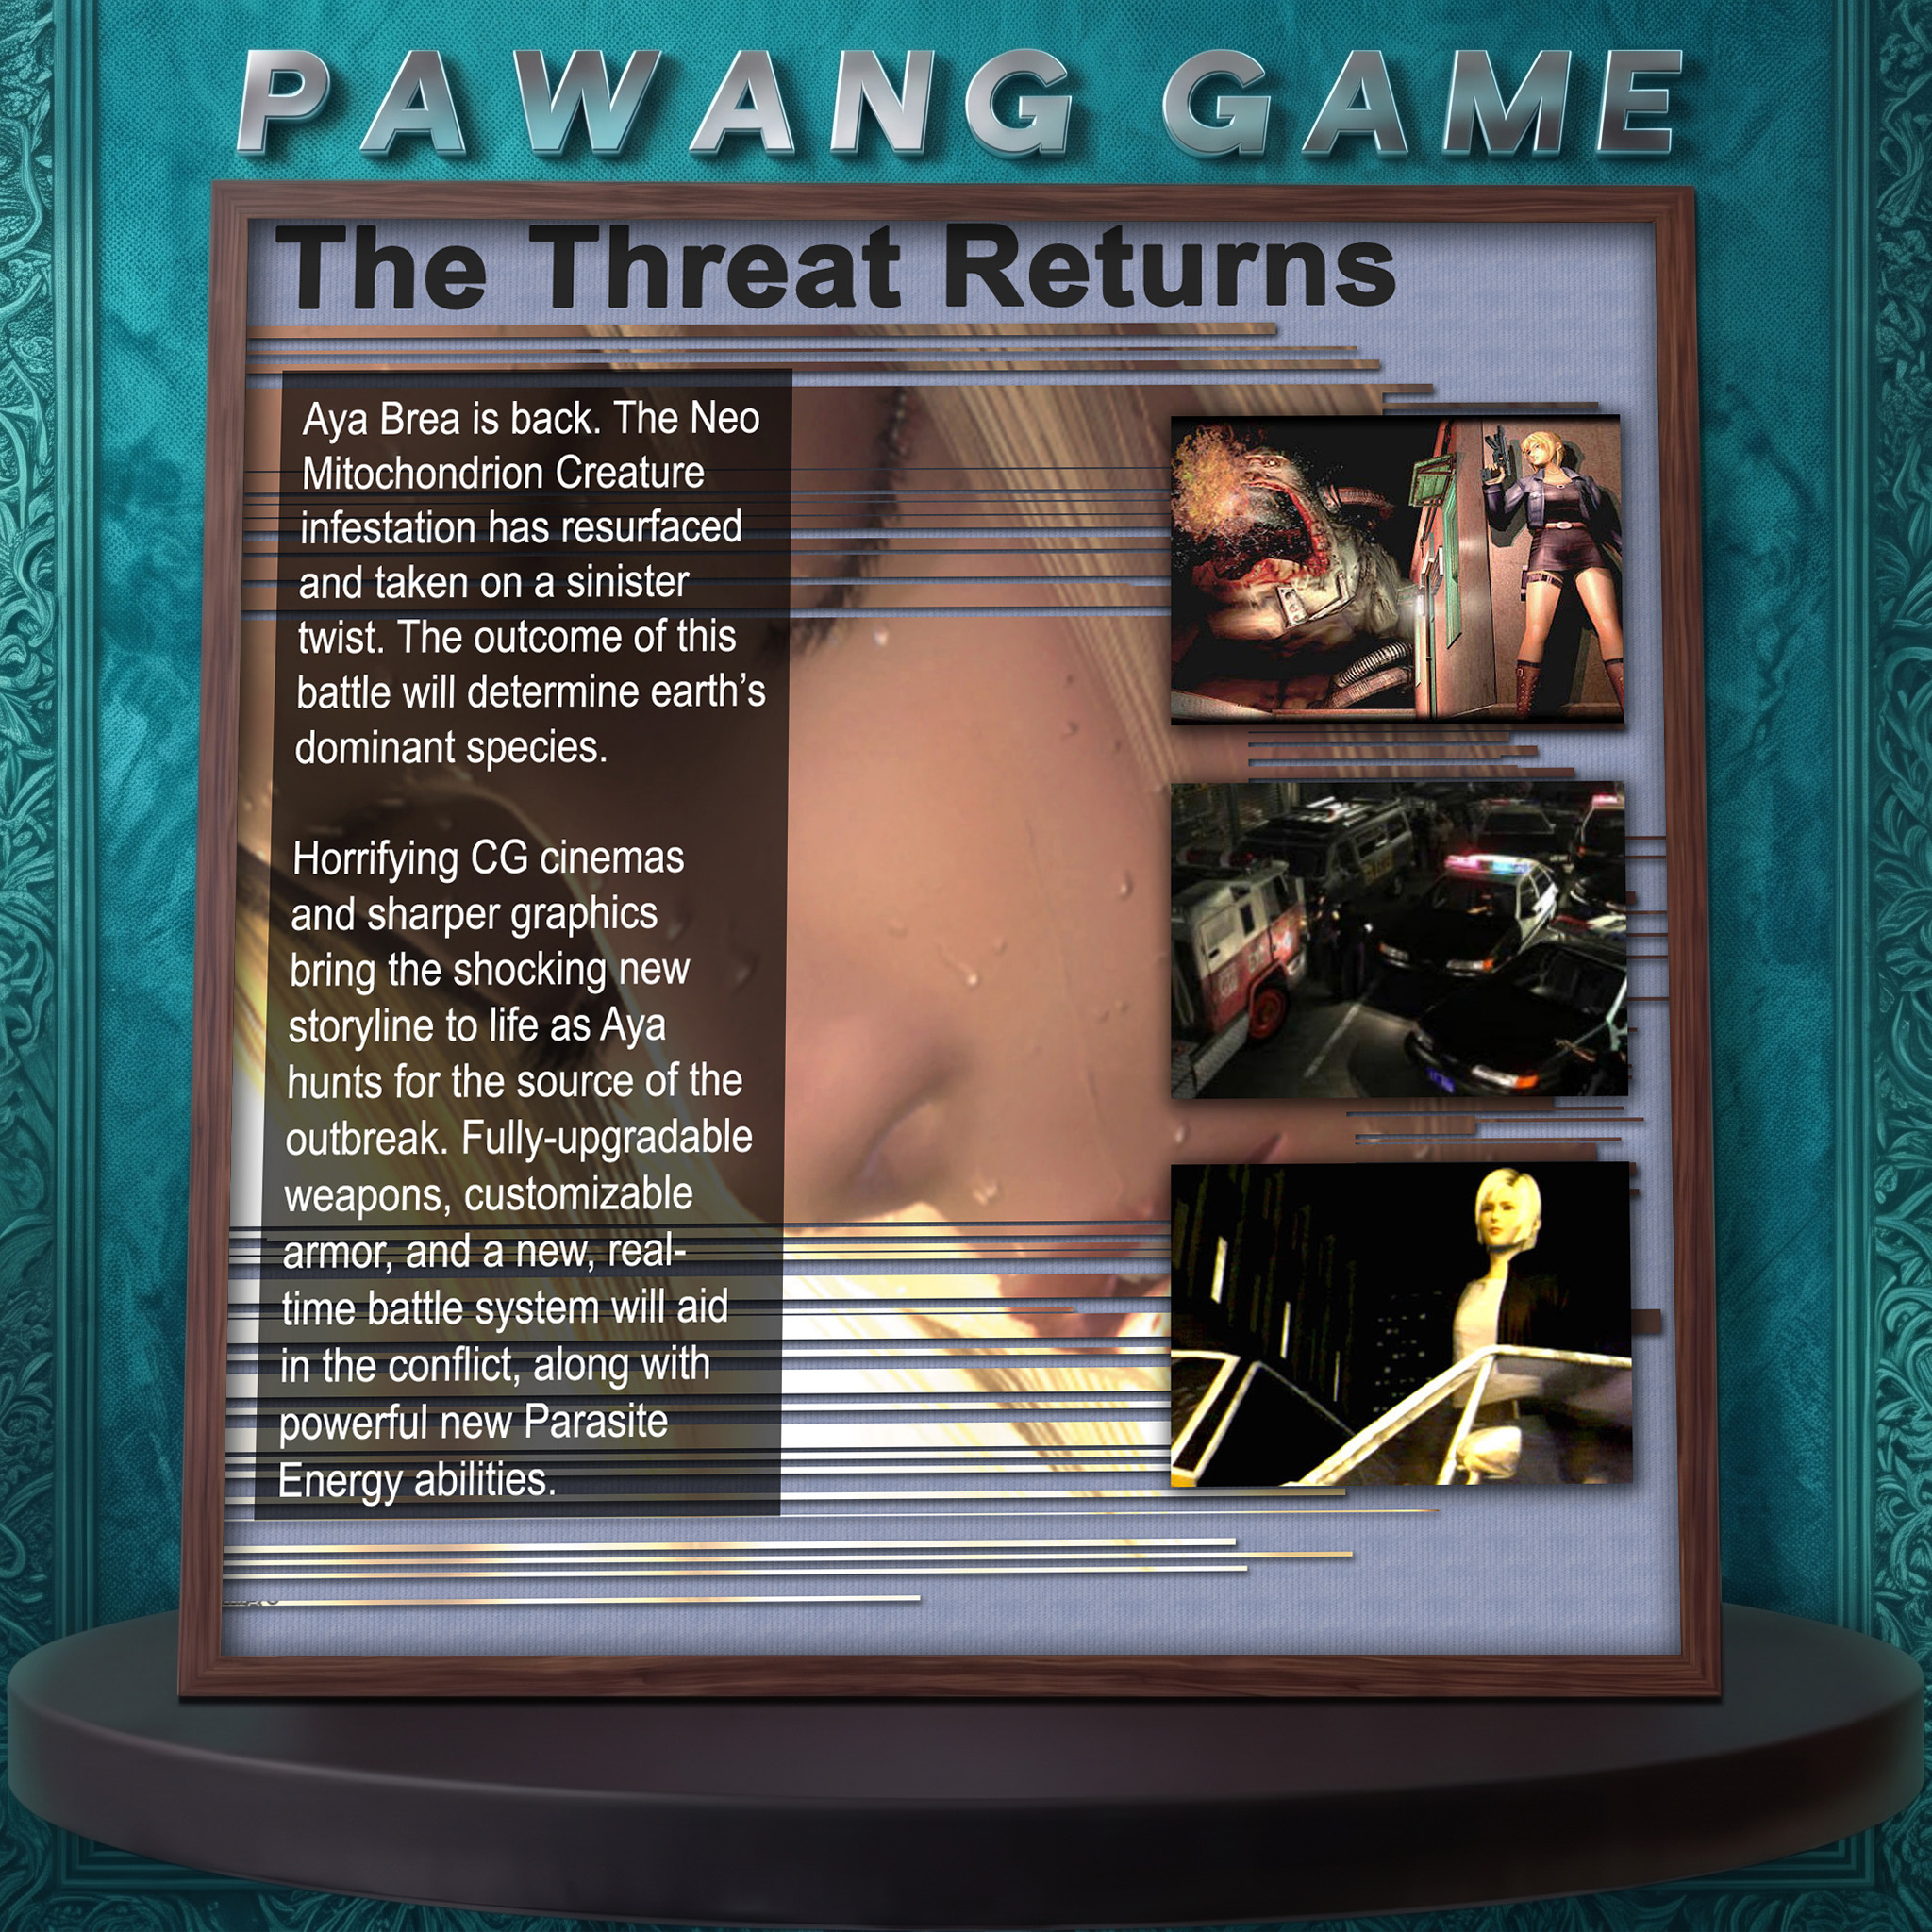 PAWANG GAME
The Threat Returns
Aya Brea is back. The Neo
Mitochondrion Creature
infestation has resurfaced
and taken on a sinister
twist. The outcome of this
battle will determine earth's
dominant species.
Horrifying CG cinemas
and sharper graphics
bring the shocking new
storyline to life as Aya
hunts for the source of the
outbreak. Fully-upgradable
weapons, customizable
armor, and a new, real-
time battle system will aid
in the conflict, along with
powerful new Parasite
Energy abilities.